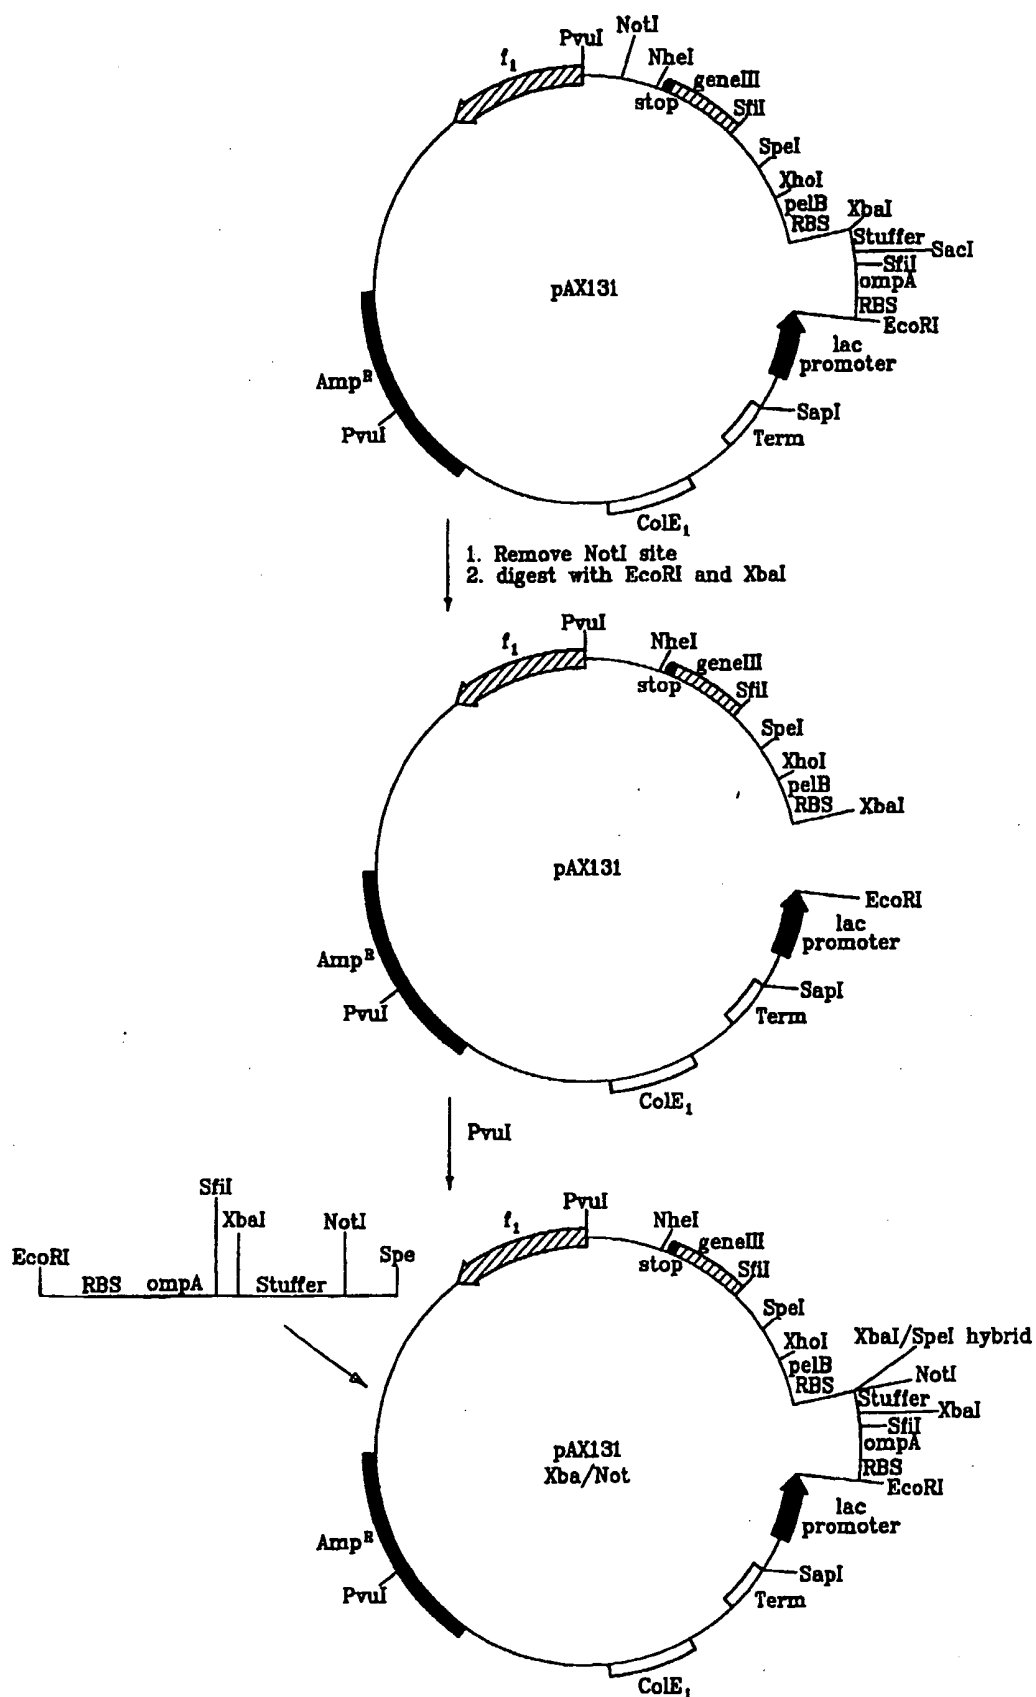 NotI
PvuI
NheI
f1
geneIII
stop
SfiI
SpeI
XhoI
pelB
RBS
XbaI
Stuffer
SacI
SfiI
ompA
RBS
EcoRI
pAX131
lac
promoter
Amp^R
PvuI
SapI
Term
ColE1
1. Remove NotI site
2. digest with EcoRI and XbaI
PvuI
f1
NheI
geneIII
stop
SfiI
SpeI
XhoI
pelB
RBS
XbaI
pAX131
EcoRI
lac
promoter
Amp^R
PvuI
SapI
Term
ColE1
PvuI
SfiI
XbaI
NotI
EcoRI
Spe
RBS
ompA
Stuffer
PvuI
f1
NheI
geneIII
stop
SfiI
SpeI
XhoI
pelB
RBS
XbaI/SpeI hybrid
NotI
Stuffer
XbaI
SfiI
ompA
RBS
EcoRI
pAX131
Xba/Not
lac
promoter
Amp^R
PvuI
SapI
Term
ColE1